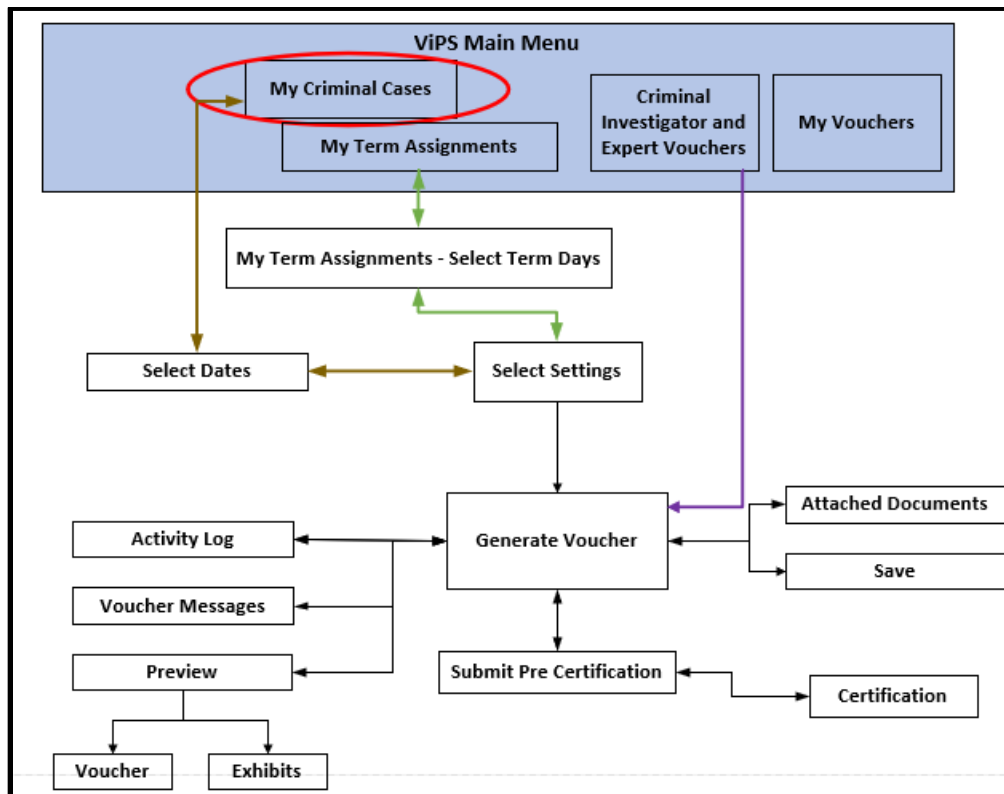 ViPS Main Menu
My Criminal Cases
My Term Assignments
Criminal
Investigator and
Expert Vouchers
My Vouchers
My Term Assignments - Select Term Days
Select Dates
Select Settings
Generate Voucher
Attached Documents
Save
Activity Log
Voucher Messages
Preview
Submit Pre Certification
Certification
Voucher
Exhibits